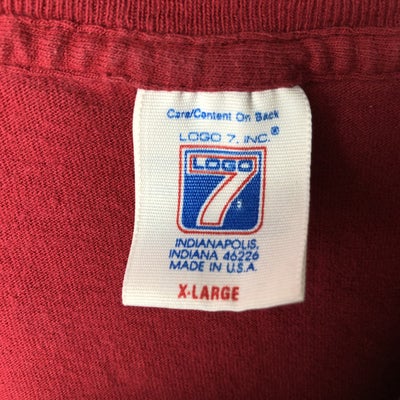 Care/Content On Back
LOGO 7, INC.®
LOGO
7®
INDIANAPOLIS,
INDIANA 46226
MADE IN U.S.A.
X-LARGE